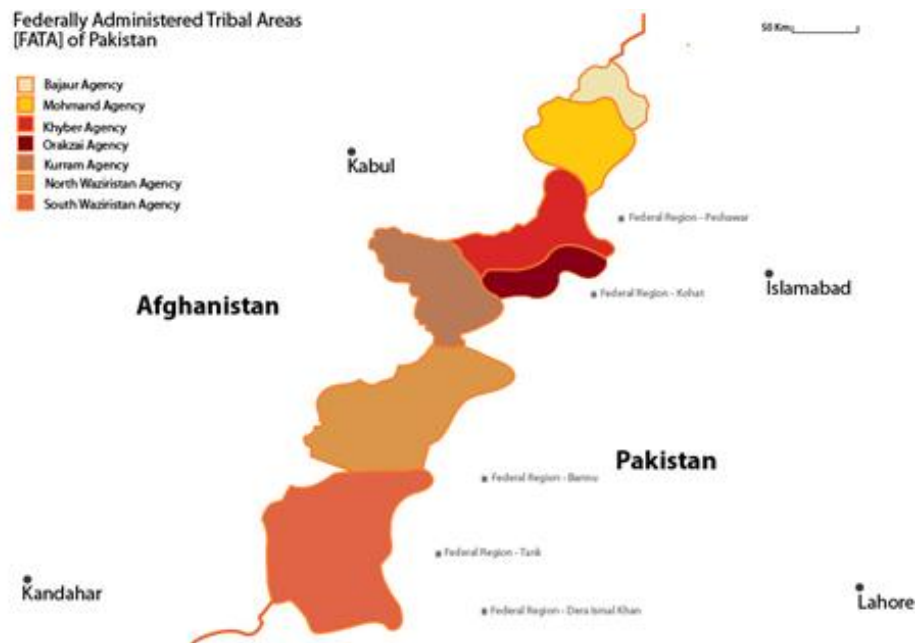 Federally Administered Tribal Areas
[FATA] of Pakistan
50 Km
Bajaur Agency
Mohmand Agency
Khyber Agency
Orakzai Agency
Kurram Agency
North Waziristan Agency
South Waziristan Agency
Kabul
Federal Region - Peshawar
Islamabad
Federal Region - Kohat
Afghanistan
Pakistan
Federal Region - Bannu
Federal Region - Tank
Kandahar
Lahore
Federal Region - Dera Ismal Khan